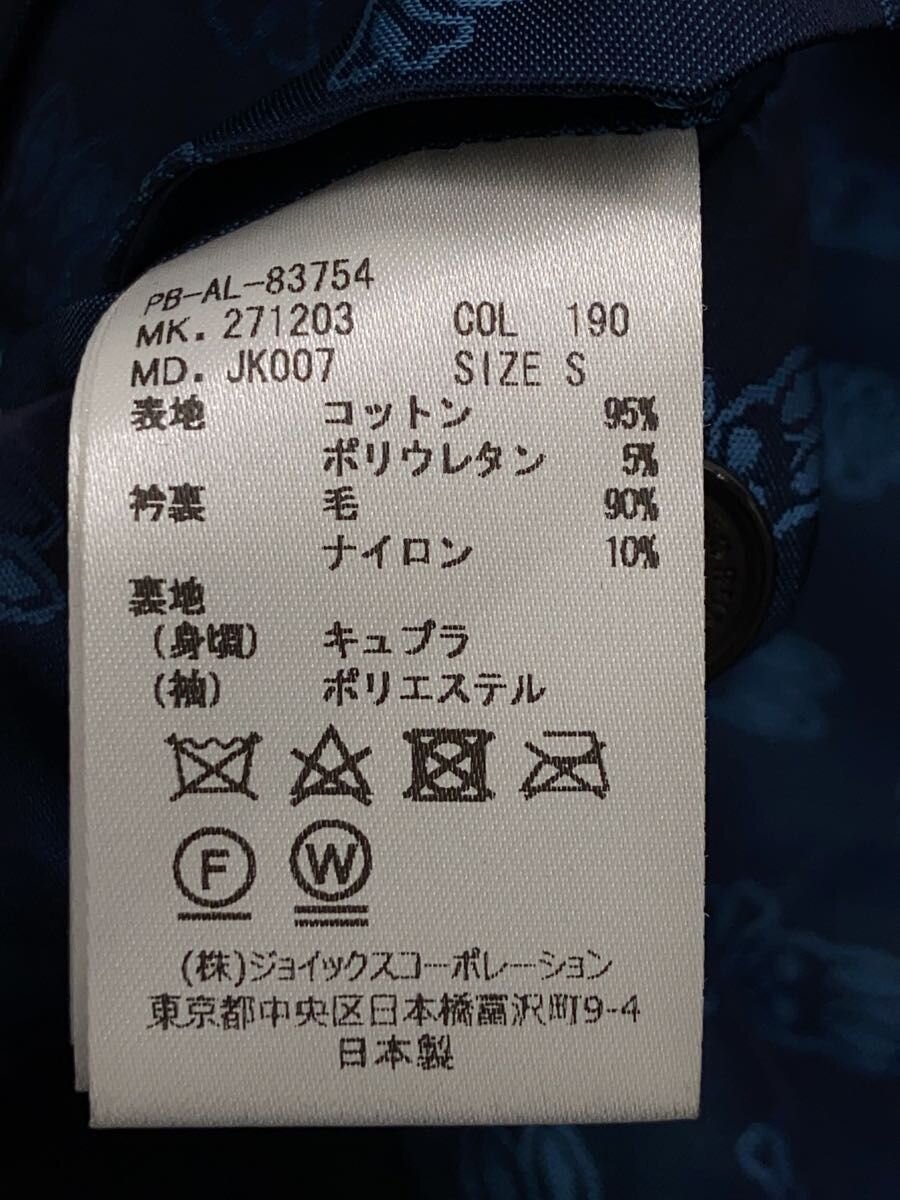 PB-AL-83754
MK. 271203 COL 190
MD. JK007 SIZE S
表地 コットン 95%
ポリウレタン 5%
衿裏 毛 90%
ナイロン 10%
裏地
(身頃) キュプラ
(袖) ポリエステル
F W
(株)ジョイックスコーポレーション
東京都中央区日本橋富沢町9-4
日本製